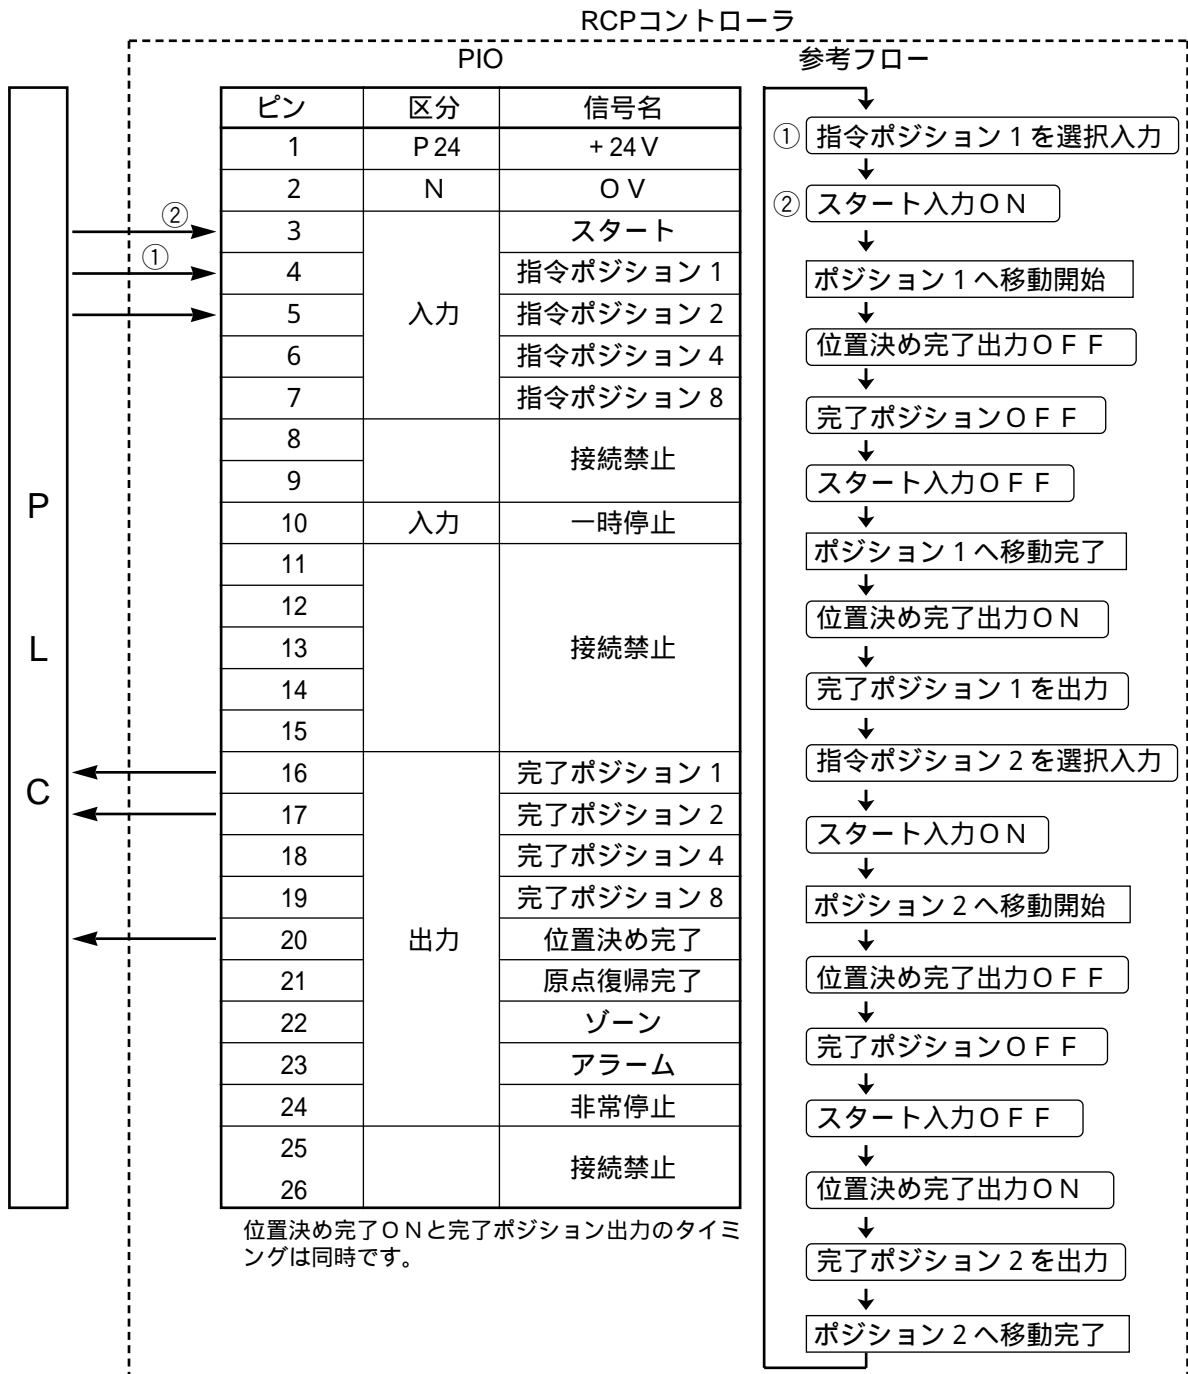 RCPコントローラ
PIO
参考フロー
P
L
C
ピン 区分 信号名
1 P24 +24V
2 N OV
② 3 スタート
① 4 指令ポジション1
5 入力 指令ポジション2
6 指令ポジション4
7 指令ポジション8
8
9
接続禁止
10 入力 一時停止
11
12
13 接続禁止
14
15
16 完了ポジション1
17 完了ポジション2
18 完了ポジション4
19 完了ポジション8
20 出力 位置決め完了
21 原点復帰完了
22 ゾーン
23 アラーム
24 非常停止
25
26
接続禁止
位置決め完了ONと完了ポジション出力のタイミ
ングは同時です。
① 指令ポジション1を選択入力
② スタート入力ON
ポジション1へ移動開始
位置決め完了出力OFF
完了ポジションOFF
スタート入力OFF
ポジション1へ移動完了
位置決め完了出力ON
完了ポジション1を出力
指令ポジション2を選択入力
スタート入力ON
ポジション2へ移動開始
位置決め完了出力OFF
完了ポジションOFF
スタート入力OFF
位置決め完了出力ON
完了ポジション2を出力
ポジション2へ移動完了